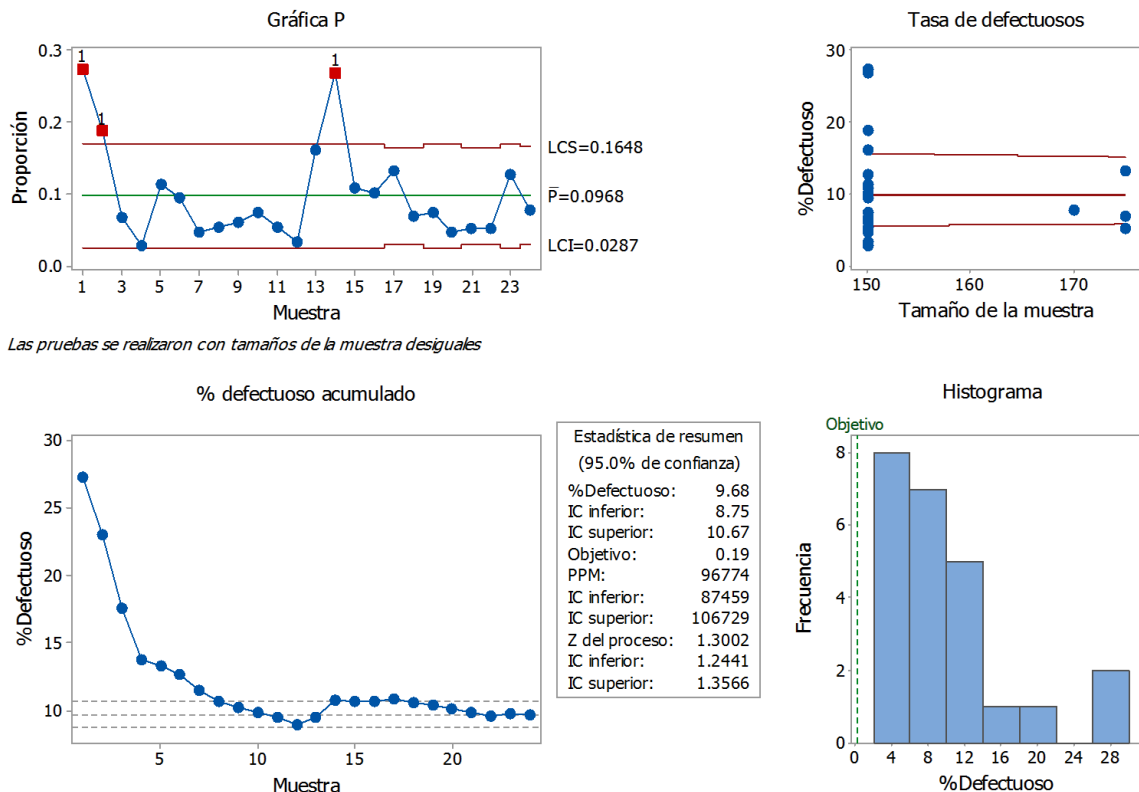 Gráfica P
0.3
0.2
0.1
0.0
Proporción
1
1
1
LCS=0.1648
P̄=0.0968
LCI=0.0287
1 3 5 7 9 11 13 15 17 19 21 23
Muestra
Las pruebas se realizaron con tamaños de la muestra desiguales
Tasa de defectuosos
30
20
10
0
%Defectuoso
150 160 170
Tamaño de la muestra
% defectuoso acumulado
30
25
20
15
10
%Defectuoso
5 10 15 20
Muestra
Estadística de resumen
(95.0% de confianza)
%Defectuoso: 9.68
IC inferior: 8.75
IC superior: 10.67
Objetivo: 0.19
PPM: 96774
IC inferior: 87459
IC superior: 106729
Z del proceso: 1.3002
IC inferior: 1.2441
IC superior: 1.3566
Histograma
Objetivo
8
6
4
2
0
Frecuencia
0 4 8 12 16 20 24 28
%Defectuoso